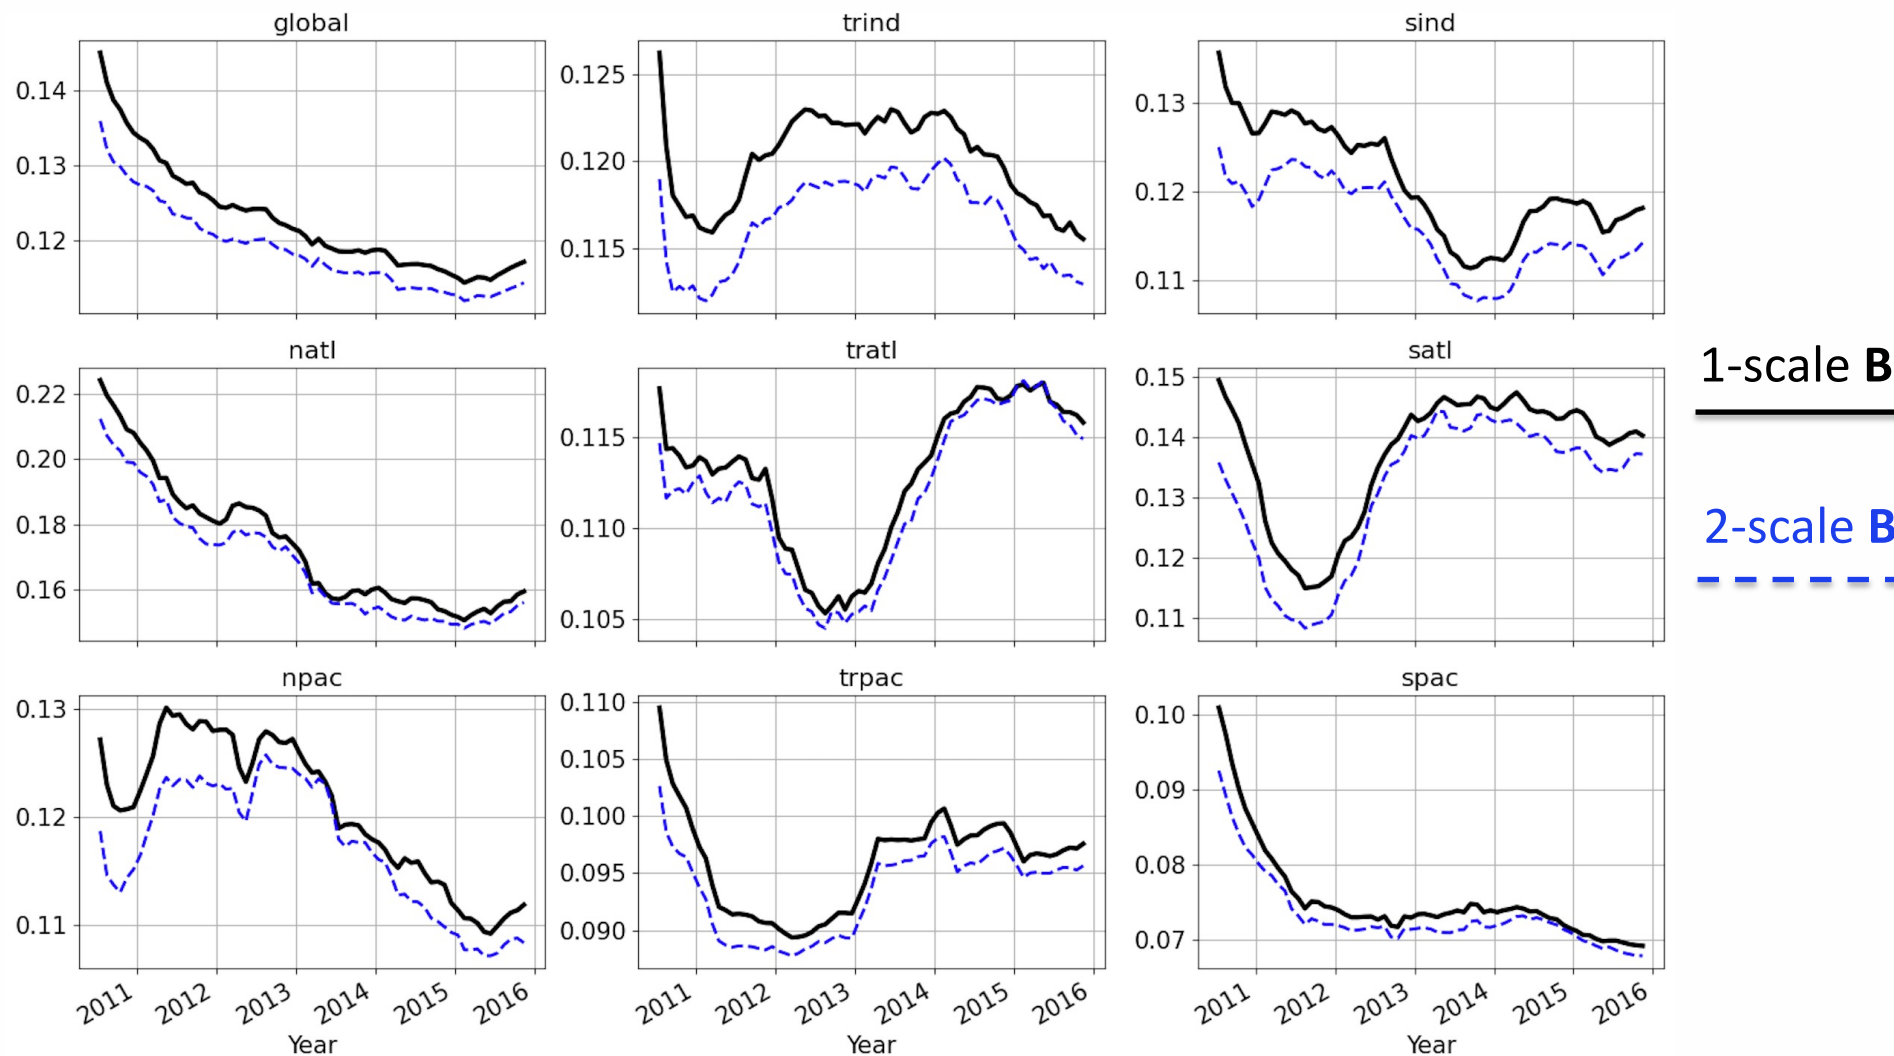 global
trind
sind
0.14
0.13
0.12
0.125
0.120
0.115
0.13
0.12
0.11
natl
tratl
satl
0.22
0.20
0.18
0.16
0.115
0.110
0.105
0.15
0.14
0.13
0.12
0.11
1-scale B
2-scale B
npac
trpac
spac
0.13
0.12
0.11
0.110
0.105
0.100
0.095
0.090
0.10
0.09
0.08
0.07
2011 2012 2013 2014 2015 2016
2011 2012 2013 2014 2015 2016
2011 2012 2013 2014 2015 2016
Year
Year
Year